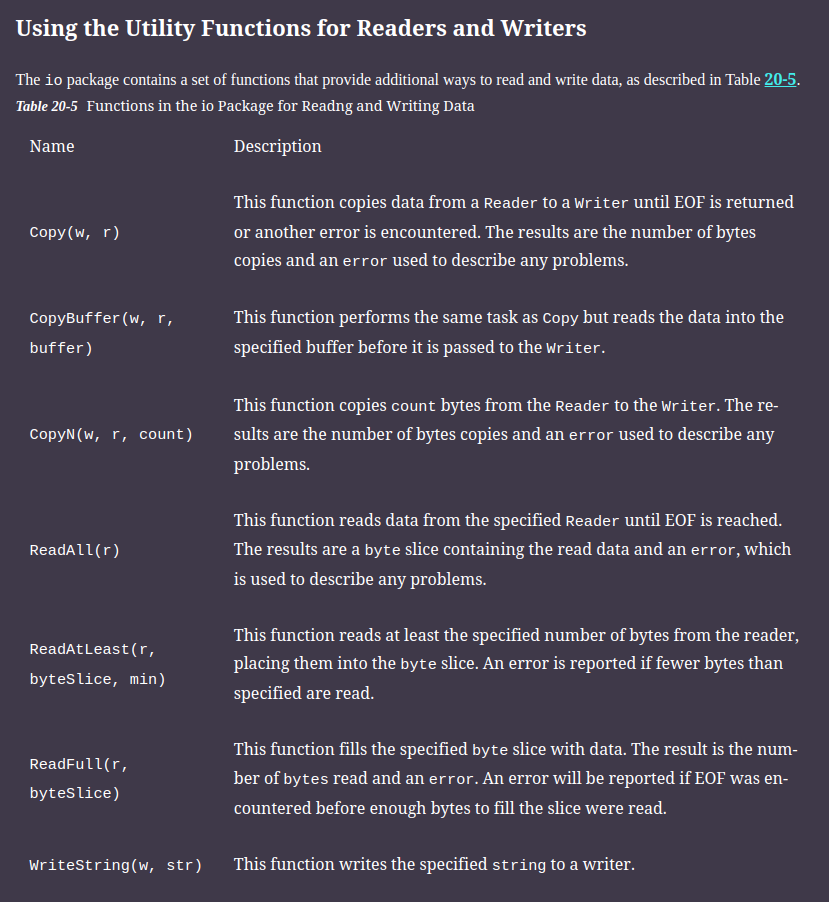 Using the Utility Functions for Readers and Writers
The io package contains a set of functions that provide additional ways to read and write data, as described in Table 20-5.
Table 20-5 Functions in the io Package for Readng and Writing Data
Name Description
Copy(w, r)
This function copies data from a Reader to a Writer until EOF is returned
or another error is encountered. The results are the number of bytes
copies and an error used to describe any problems.
CopyBuffer(w, r,
buffer)
This function performs the same task as Copy but reads the data into the
specified buffer before it is passed to the Writer.
CopyN(w, r, count)
This function copies count bytes from the Reader to the Writer. The re-
sults are the number of bytes copies and an error used to describe any
problems.
ReadAll(r)
This function reads data from the specified Reader until EOF is reached.
The results are a byte slice containing the read data and an error, which
is used to describe any problems.
ReadAtLeast(r,
byteSlice, min)
This function reads at least the specified number of bytes from the reader,
placing them into the byte slice. An error is reported if fewer bytes than
specified are read.
ReadFull(r,
byteSlice)
This function fills the specified byte slice with data. The result is the num-
ber of bytes read and an error. An error will be reported if EOF was en-
countered before enough bytes to fill the slice were read.
WriteString(w, str)
This function writes the specified string to a writer.